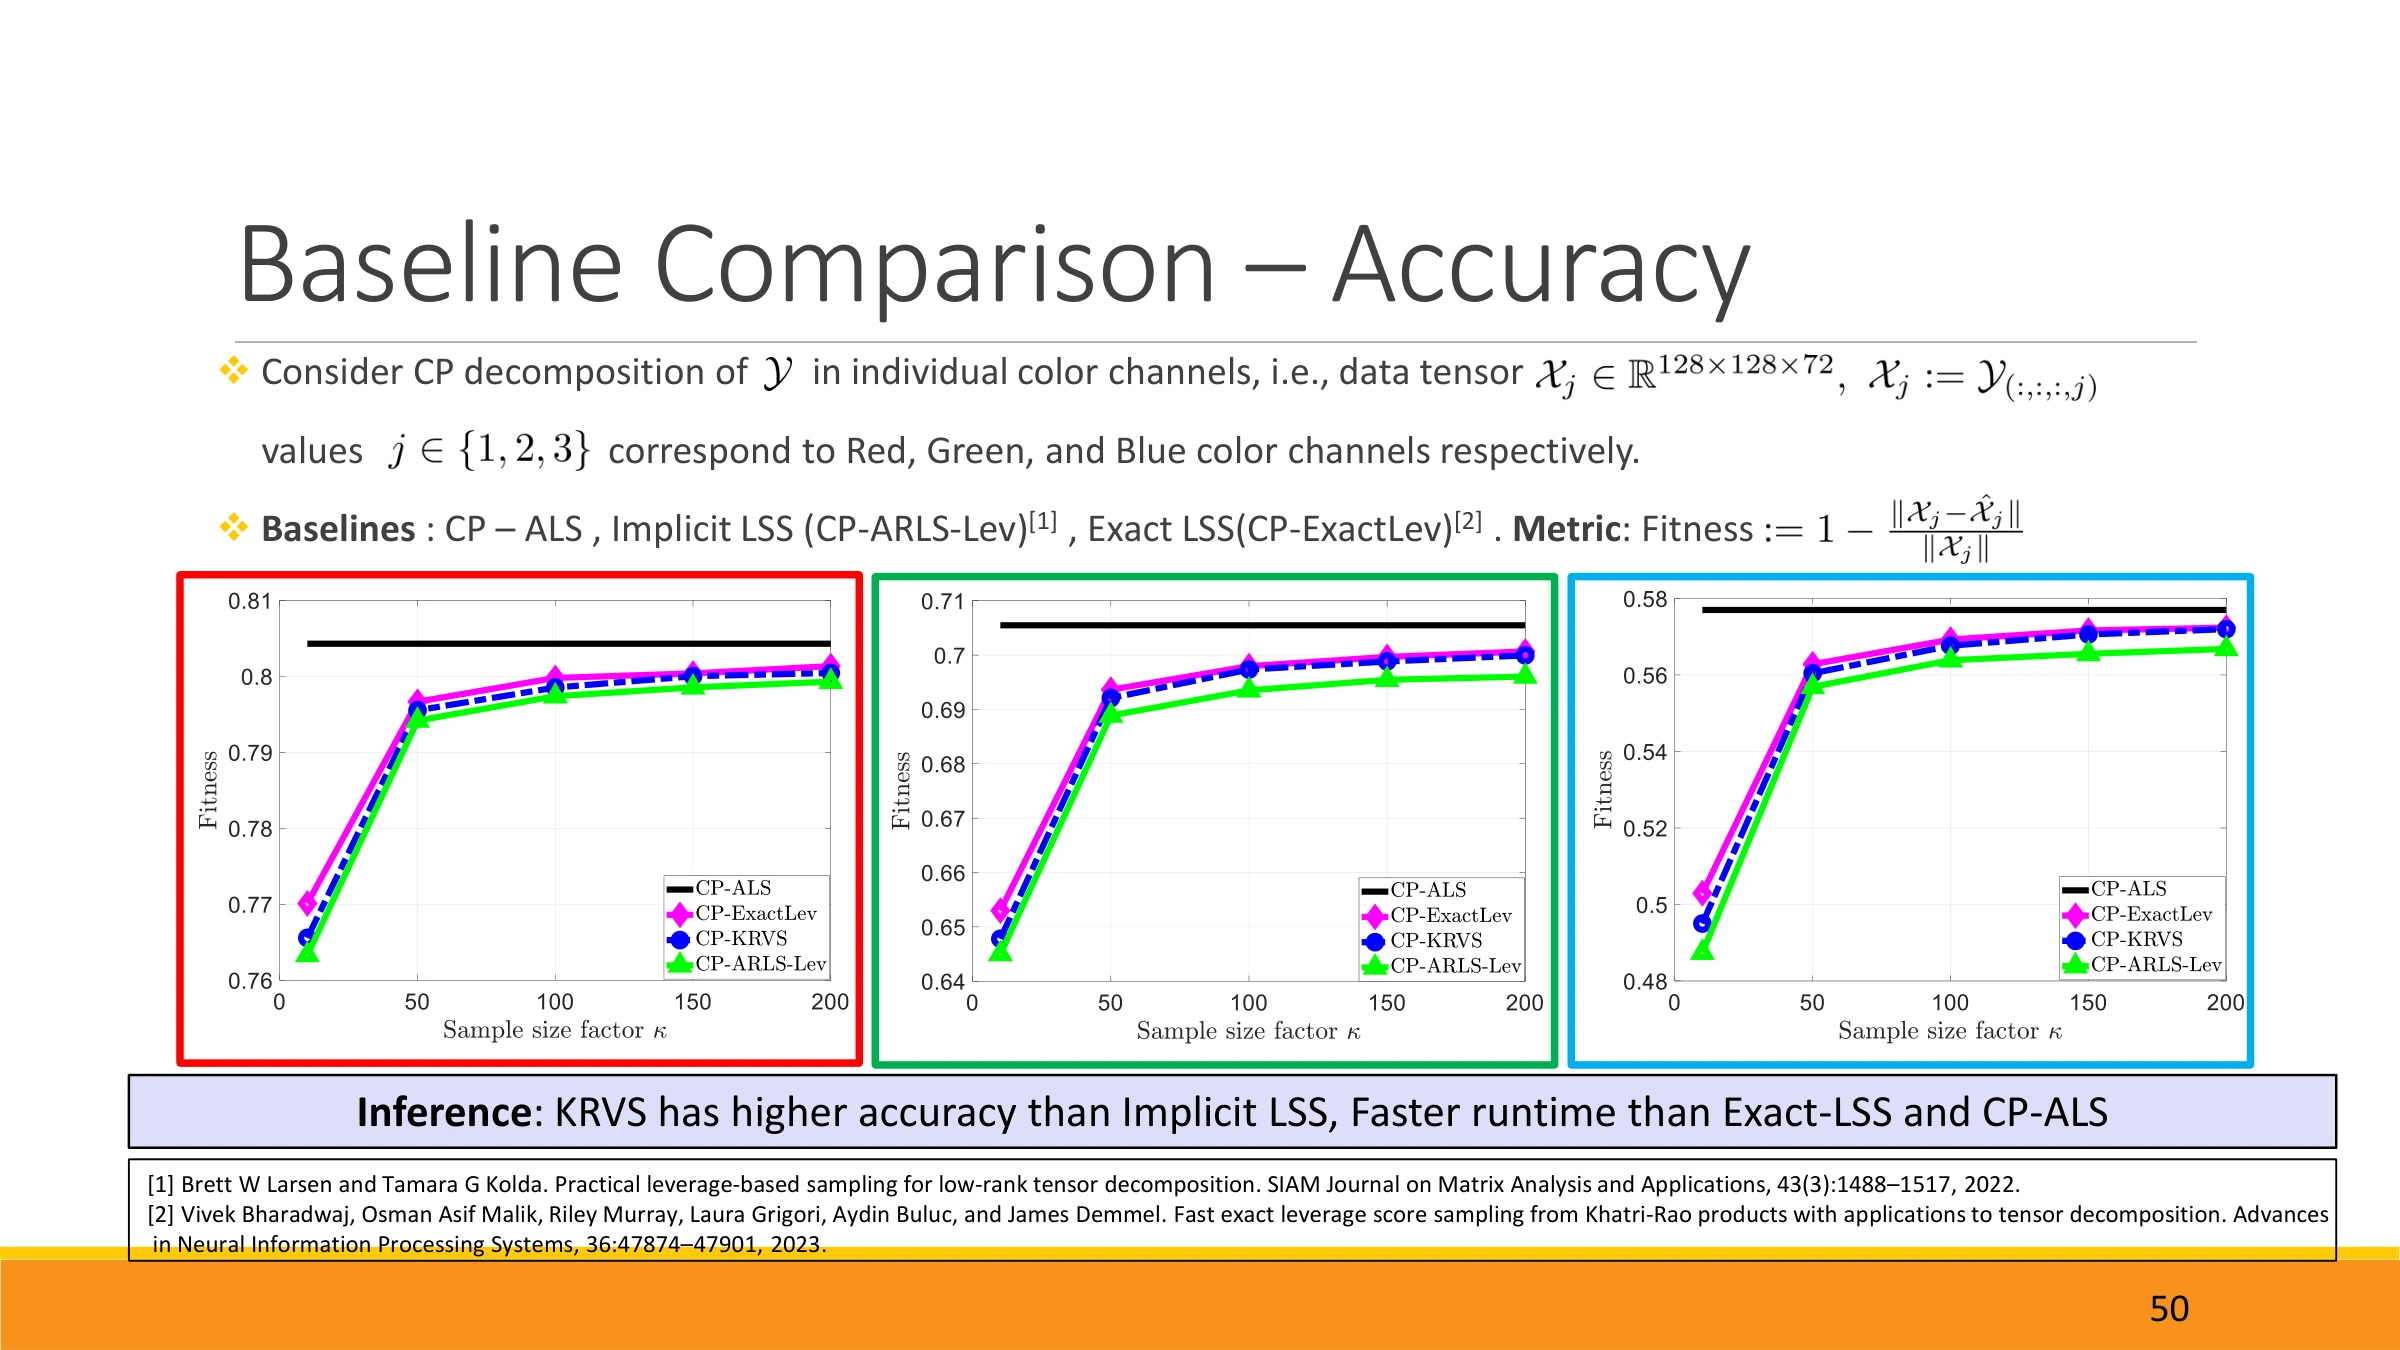 Baseline Comparison – Accuracy
❖ Consider CP decomposition of 𝒴 in individual color channels, i.e., data tensor 𝒳_j ∈ ℝ^{128×128×72}, 𝒳_j := 𝒴_{(:,:,:,j)}
values j ∈ {1, 2, 3} correspond to Red, Green, and Blue color channels respectively.
❖ Baselines : CP – ALS , Implicit LSS (CP-ARLS-Lev)[1] , Exact LSS(CP-ExactLev)[2] . Metric: Fitness := 1 − ‖𝒳_j−𝒳̂_j‖ / ‖𝒳_j‖
0.81
0.8
0.79
0.78
0.77
0.76
Fitness
0 50 100 150 200
Sample size factor κ
CP-ALS
CP-ExactLev
CP-KRVS
CP-ARLS-Lev
0.71
0.7
0.69
0.68
0.67
0.66
0.65
0.64
Fitness
0 50 100 150 200
Sample size factor κ
CP-ALS
CP-ExactLev
CP-KRVS
CP-ARLS-Lev
0.58
0.56
0.54
0.52
0.5
0.48
Fitness
0 50 100 150 200
Sample size factor κ
CP-ALS
CP-ExactLev
CP-KRVS
CP-ARLS-Lev
Inference: KRVS has higher accuracy than Implicit LSS, Faster runtime than Exact-LSS and CP-ALS
[1] Brett W Larsen and Tamara G Kolda. Practical leverage-based sampling for low-rank tensor decomposition. SIAM Journal on Matrix Analysis and Applications, 43(3):1488–1517, 2022.
[2] Vivek Bharadwaj, Osman Asif Malik, Riley Murray, Laura Grigori, Aydin Buluc, and James Demmel. Fast exact leverage score sampling from Khatri-Rao products with applications to tensor decomposition. Advances
in Neural Information Processing Systems, 36:47874–47901, 2023.
50